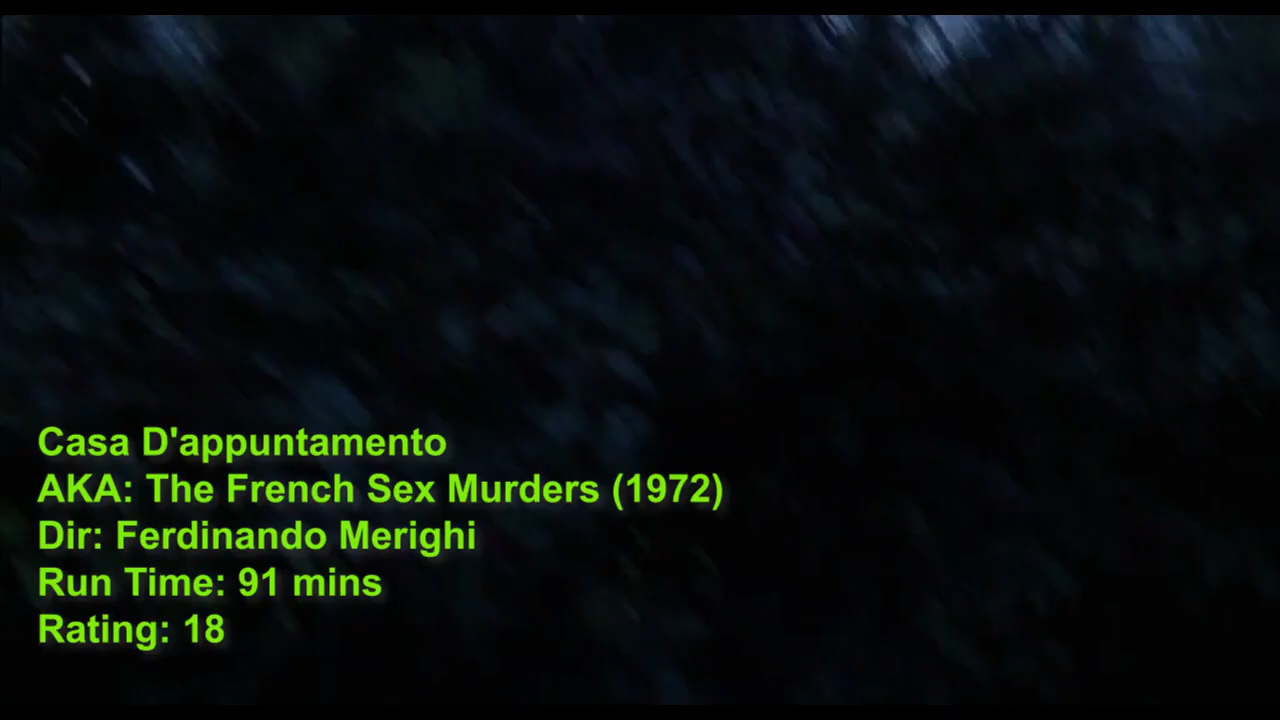 Casa D'appuntamento
AKA: The French Sex Murders (1972)
Dir: Ferdinando Merighi
Run Time: 91 mins
Rating: 18